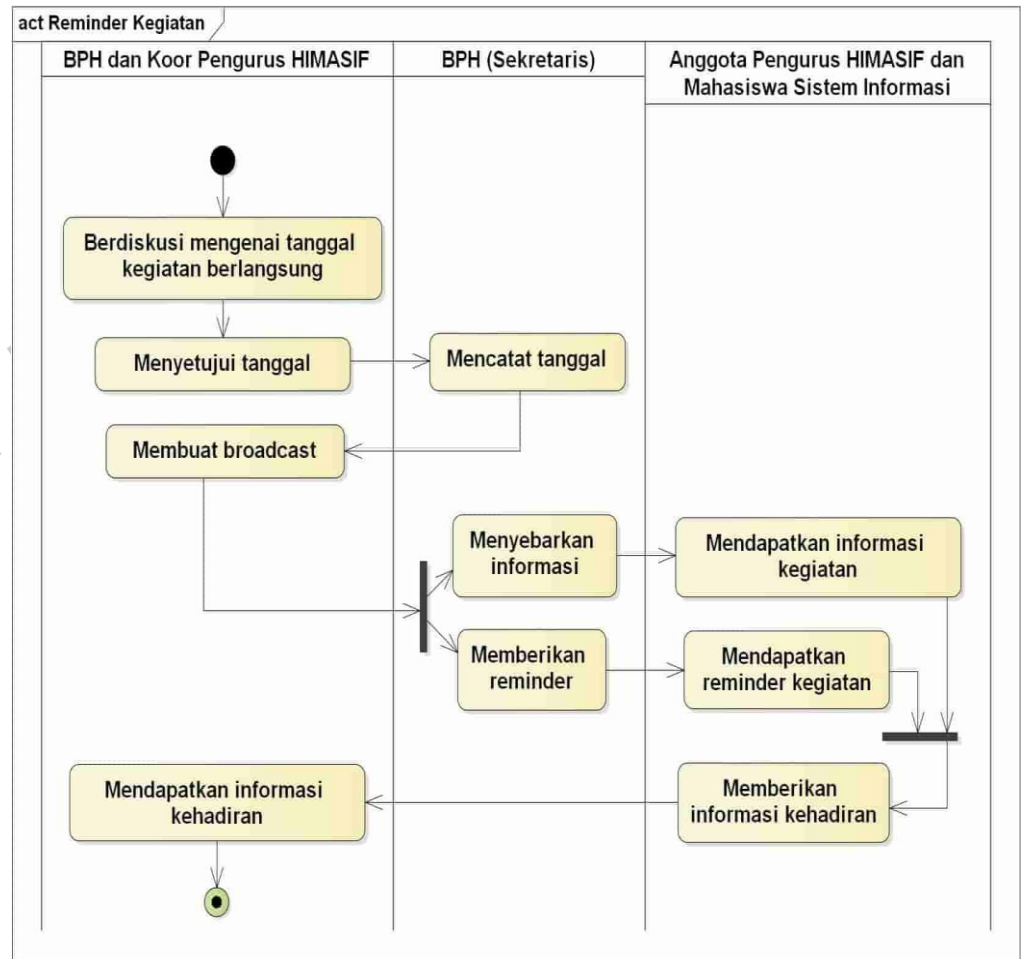 act Reminder Kegiatan
BPH dan Koor Pengurus HIMASIF
BPH (Sekretaris)
Anggota Pengurus HIMASIF dan
Mahasiswa Sistem Informasi
Berdiskusi mengenai tanggal
kegiatan berlangsung
Menyetujui tanggal
Mencatat tanggal
Membuat broadcast
Menyebarkan
informasi
Mendapatkan informasi
kegiatan
Memberikan
reminder
Mendapatkan
reminder kegiatan
Memberikan
informasi kehadiran
Mendapatkan informasi
kehadiran